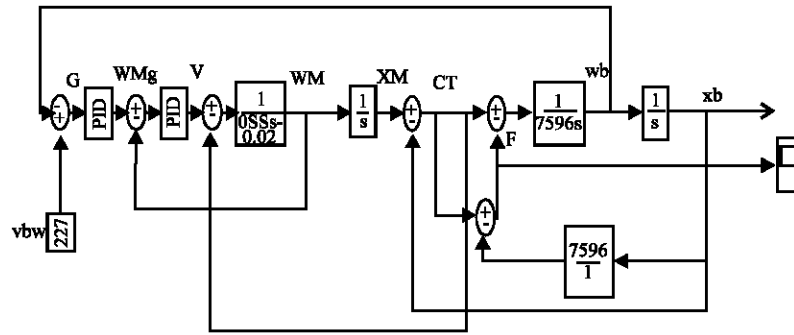 G
WMg
V
WM
XM
CT
wb
xb
- +
PID
+ -
PID
+ -
1
0SSs-
0.02
1
s
+ -
+ -
F
1
7596s
1
s
+ -
vbw
227
7596
1